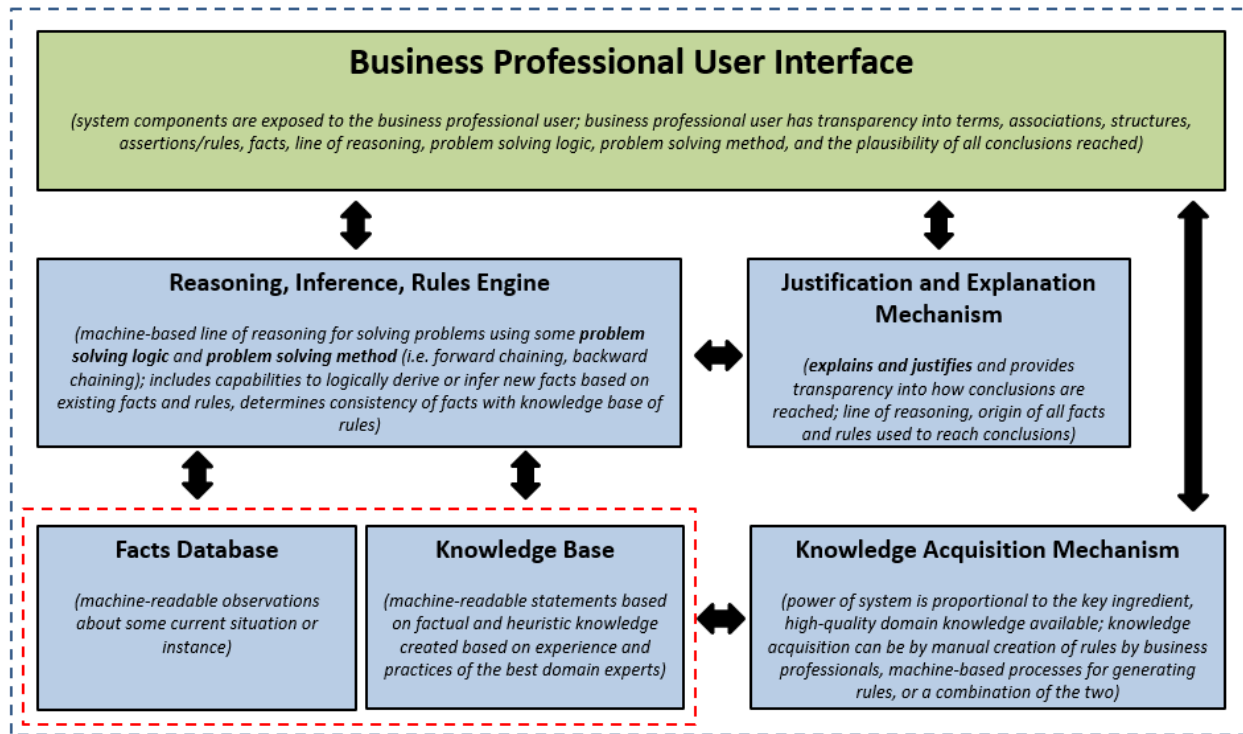 Business Professional User Interface
(system components are exposed to the business professional user; business professional user has transparency into terms, associations, structures,
assertions/rules, facts, line of reasoning, problem solving logic, problem solving method, and the plausibility of all conclusions reached)
Reasoning, Inference, Rules Engine
(machine-based line of reasoning for solving problems using some problem
solving logic and problem solving method (i.e. forward chaining, backward
chaining); includes capabilities to logically derive or infer new facts based on
existing facts and rules, determines consistency of facts with knowledge base of
rules)
Justification and Explanation
Mechanism
(explains and justifies and provides
transparency into how conclusions are
reached; line of reasoning, origin of all facts
and rules used to reach conclusions)
Facts Database
(machine-readable observations
about some current situation or
instance)
Knowledge Base
(machine-readable statements based
on factual and heuristic knowledge
created based on experience and
practices of the best domain experts)
Knowledge Acquisition Mechanism
(power of system is proportional to the key ingredient,
high-quality domain knowledge available; knowledge
acquisition can be by manual creation of rules by business
professionals, machine-based processes for generating
rules, or a combination of the two)